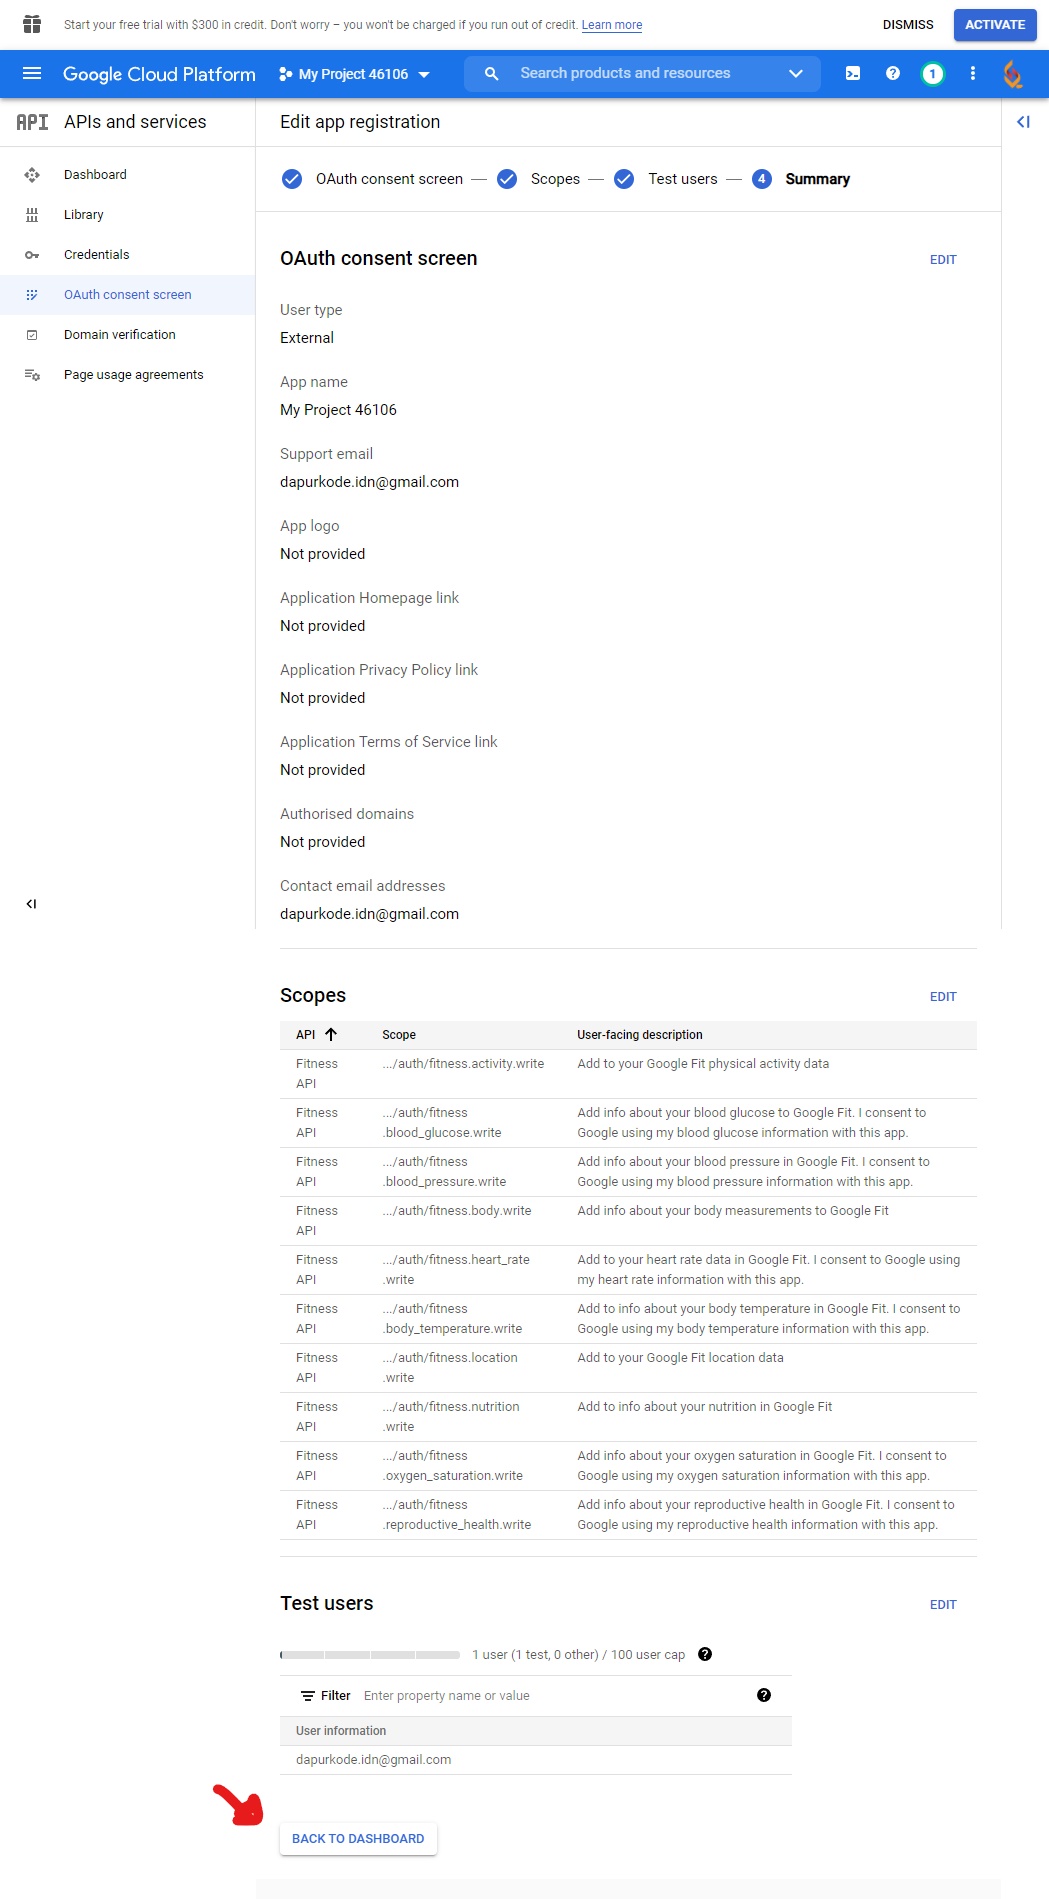 Start your free trial with $300 in credit. Don't worry – you won't be charged if you run out of credit. Learn more
DISMISS
ACTIVATE
Google Cloud Platform
My Project 46106
Search products and resources
1
API APIs and services
Edit app registration
Dashboard
Library
Credentials
OAuth consent screen
Domain verification
Page usage agreements
OAuth consent screen — Scopes — Test users — 4 Summary
OAuth consent screen
EDIT
User type
External
App name
My Project 46106
Support email
dapurkode.idn@gmail.com
App logo
Not provided
Application Homepage link
Not provided
Application Privacy Policy link
Not provided
Application Terms of Service link
Not provided
Authorised domains
Not provided
Contact email addresses
dapurkode.idn@gmail.com
Scopes
EDIT
API Scope User-facing description
Fitness .../auth/fitness.activity.write Add to your Google Fit physical activity data
API
Fitness .../auth/fitness Add info about your blood glucose to Google Fit. I consent to
API .blood_glucose.write Google using my blood glucose information with this app.
Fitness .../auth/fitness Add info about your blood pressure in Google Fit. I consent to
API .blood_pressure.write Google using my blood pressure information with this app.
Fitness .../auth/fitness.body.write Add info about your body measurements to Google Fit
API
Fitness .../auth/fitness.heart_rate Add to your heart rate data in Google Fit. I consent to Google using
API .write my heart rate information with this app.
Fitness .../auth/fitness Add to info about your body temperature in Google Fit. I consent to
API .body_temperature.write Google using my body temperature information with this app.
Fitness .../auth/fitness.location Add to your Google Fit location data
API .write
Fitness .../auth/fitness.nutrition Add to info about your nutrition in Google Fit
API .write
Fitness .../auth/fitness Add info about your oxygen saturation in Google Fit. I consent to
API .oxygen_saturation.write Google using my oxygen saturation information with this app.
Fitness .../auth/fitness Add info about your reproductive health in Google Fit. I consent to
API .reproductive_health.write Google using my reproductive health information with this app.
Test users
EDIT
1 user (1 test, 0 other) / 100 user cap
Filter Enter property name or value
User information
dapurkode.idn@gmail.com
BACK TO DASHBOARD